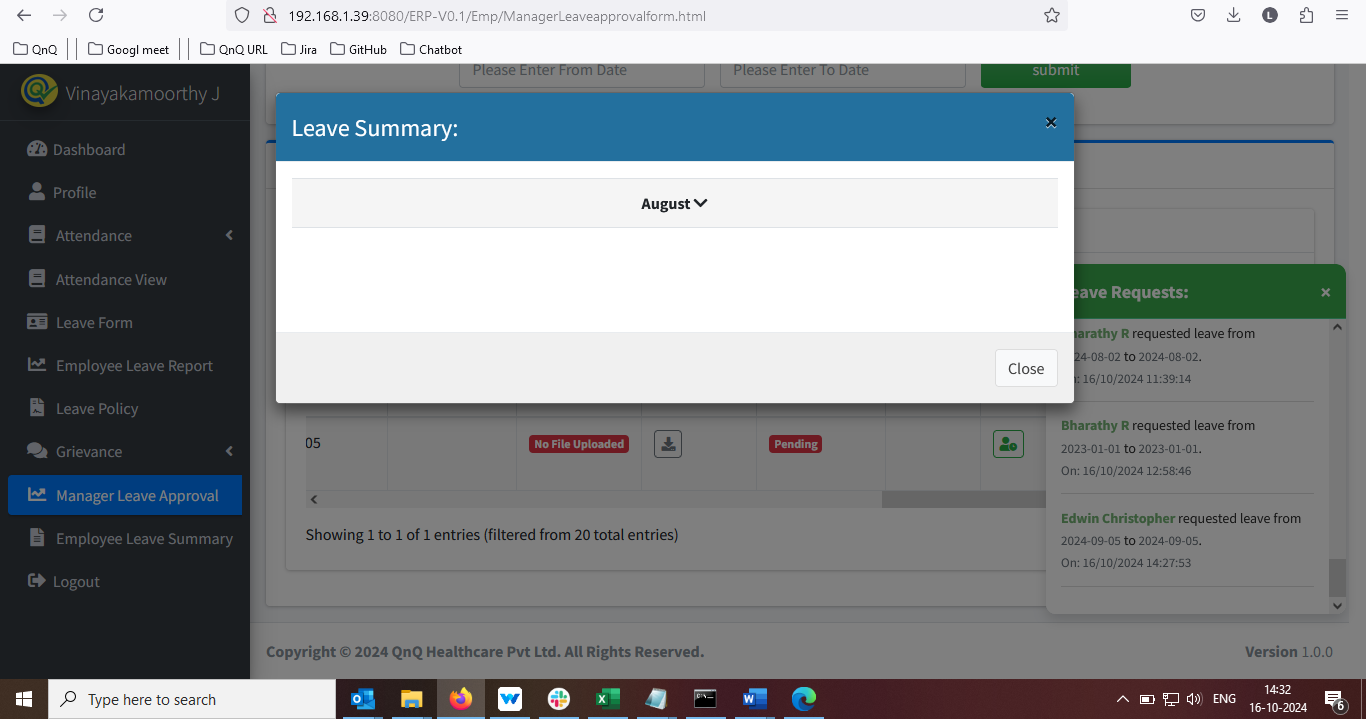 192.168.1.39:8080/ERP-V0.1/Emp/ManagerLeaveapprovalform.html
L
QnQ
Googl meet
QnQ URL
Jira
GitHub
Chatbot
Vinayakamoorthy J
Dashboard
Profile
Attendance
Attendance View
Leave Form
Employee Leave Report
Leave Policy
Grievance
Manager Leave Approval
Employee Leave Summary
Logout
Please Enter From Date
Please Enter To Date
submit
Leave Summary:
×
August
Close
eave Requests:
×
harathy R requested leave from
24-08-02 to 2024-08-02.
: 16/10/2024 11:39:14
Bharathy R requested leave from
2023-01-01 to 2023-01-01.
On: 16/10/2024 12:58:46
Edwin Christopher requested leave from
2024-09-05 to 2024-09-05.
On: 16/10/2024 14:27:53
05
No File Uploaded
Pending
Showing 1 to 1 of 1 entries (filtered from 20 total entries)
Copyright © 2024 QnQ Healthcare Pvt Ltd. All Rights Reserved.
Version 1.0.0
Type here to search
ENG
14:32
16-10-2024
6